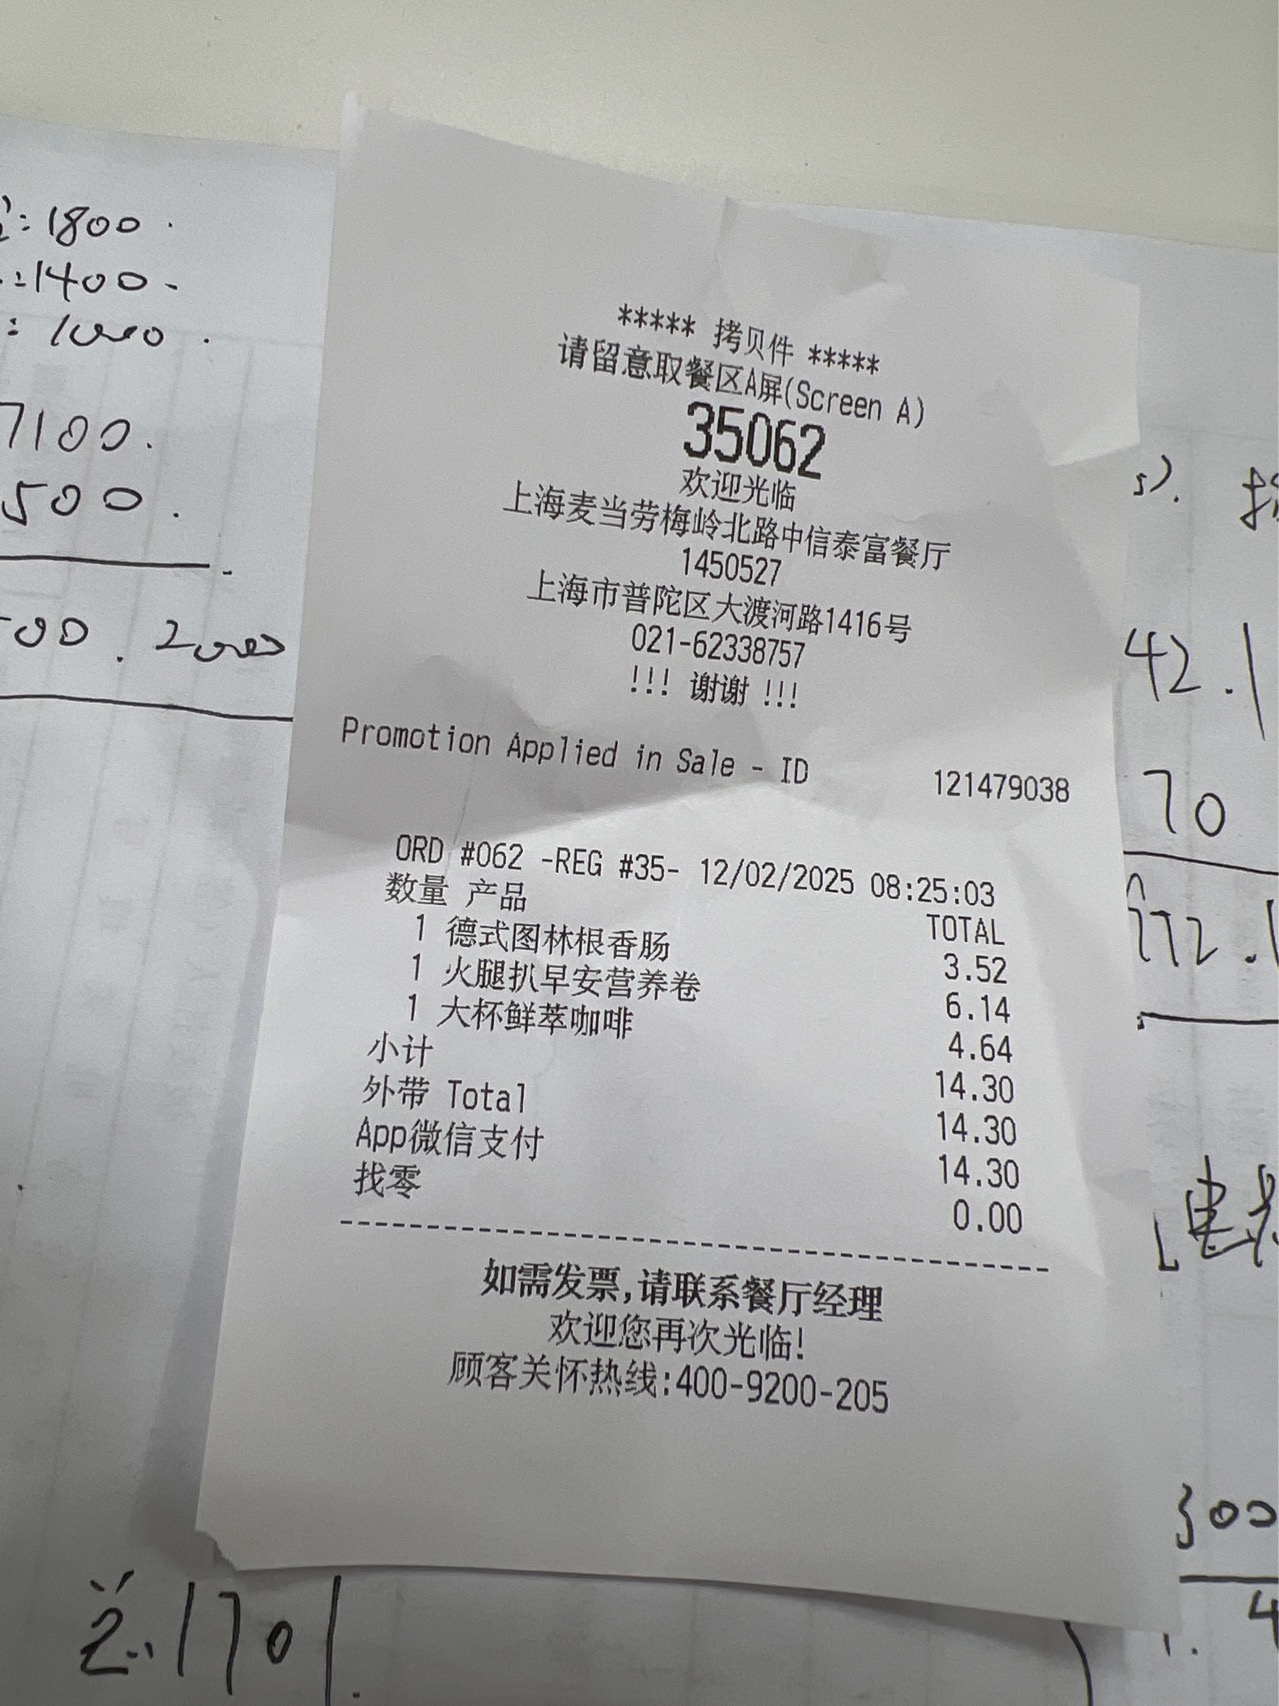 ***** 拷贝件 *****
请留意取餐区A屏(Screen A)
35062
欢迎光临
上海麦当劳梅岭北路中信泰富餐厅
1450527
上海市普陀区大渡河路1416号
021-62338757
!!! 谢谢 !!!
Promotion Applied in Sale - ID 121479038
ORD #062 -REG #35- 12/02/2025 08:25:03
数量 产品 TOTAL
1 德式图林根香肠 3.52
1 火腿扒早安营养卷 6.14
1 大杯鲜萃咖啡 4.64
小计 14.30
外带 Total 14.30
App微信支付 14.30
找零 0.00
如需发票,请联系餐厅经理
欢迎您再次光临!
顾客关怀热线:400-9200-205
: 1800.
: 1400-
: 1000.
7100.
500.
2000
42.1
70
300
1701